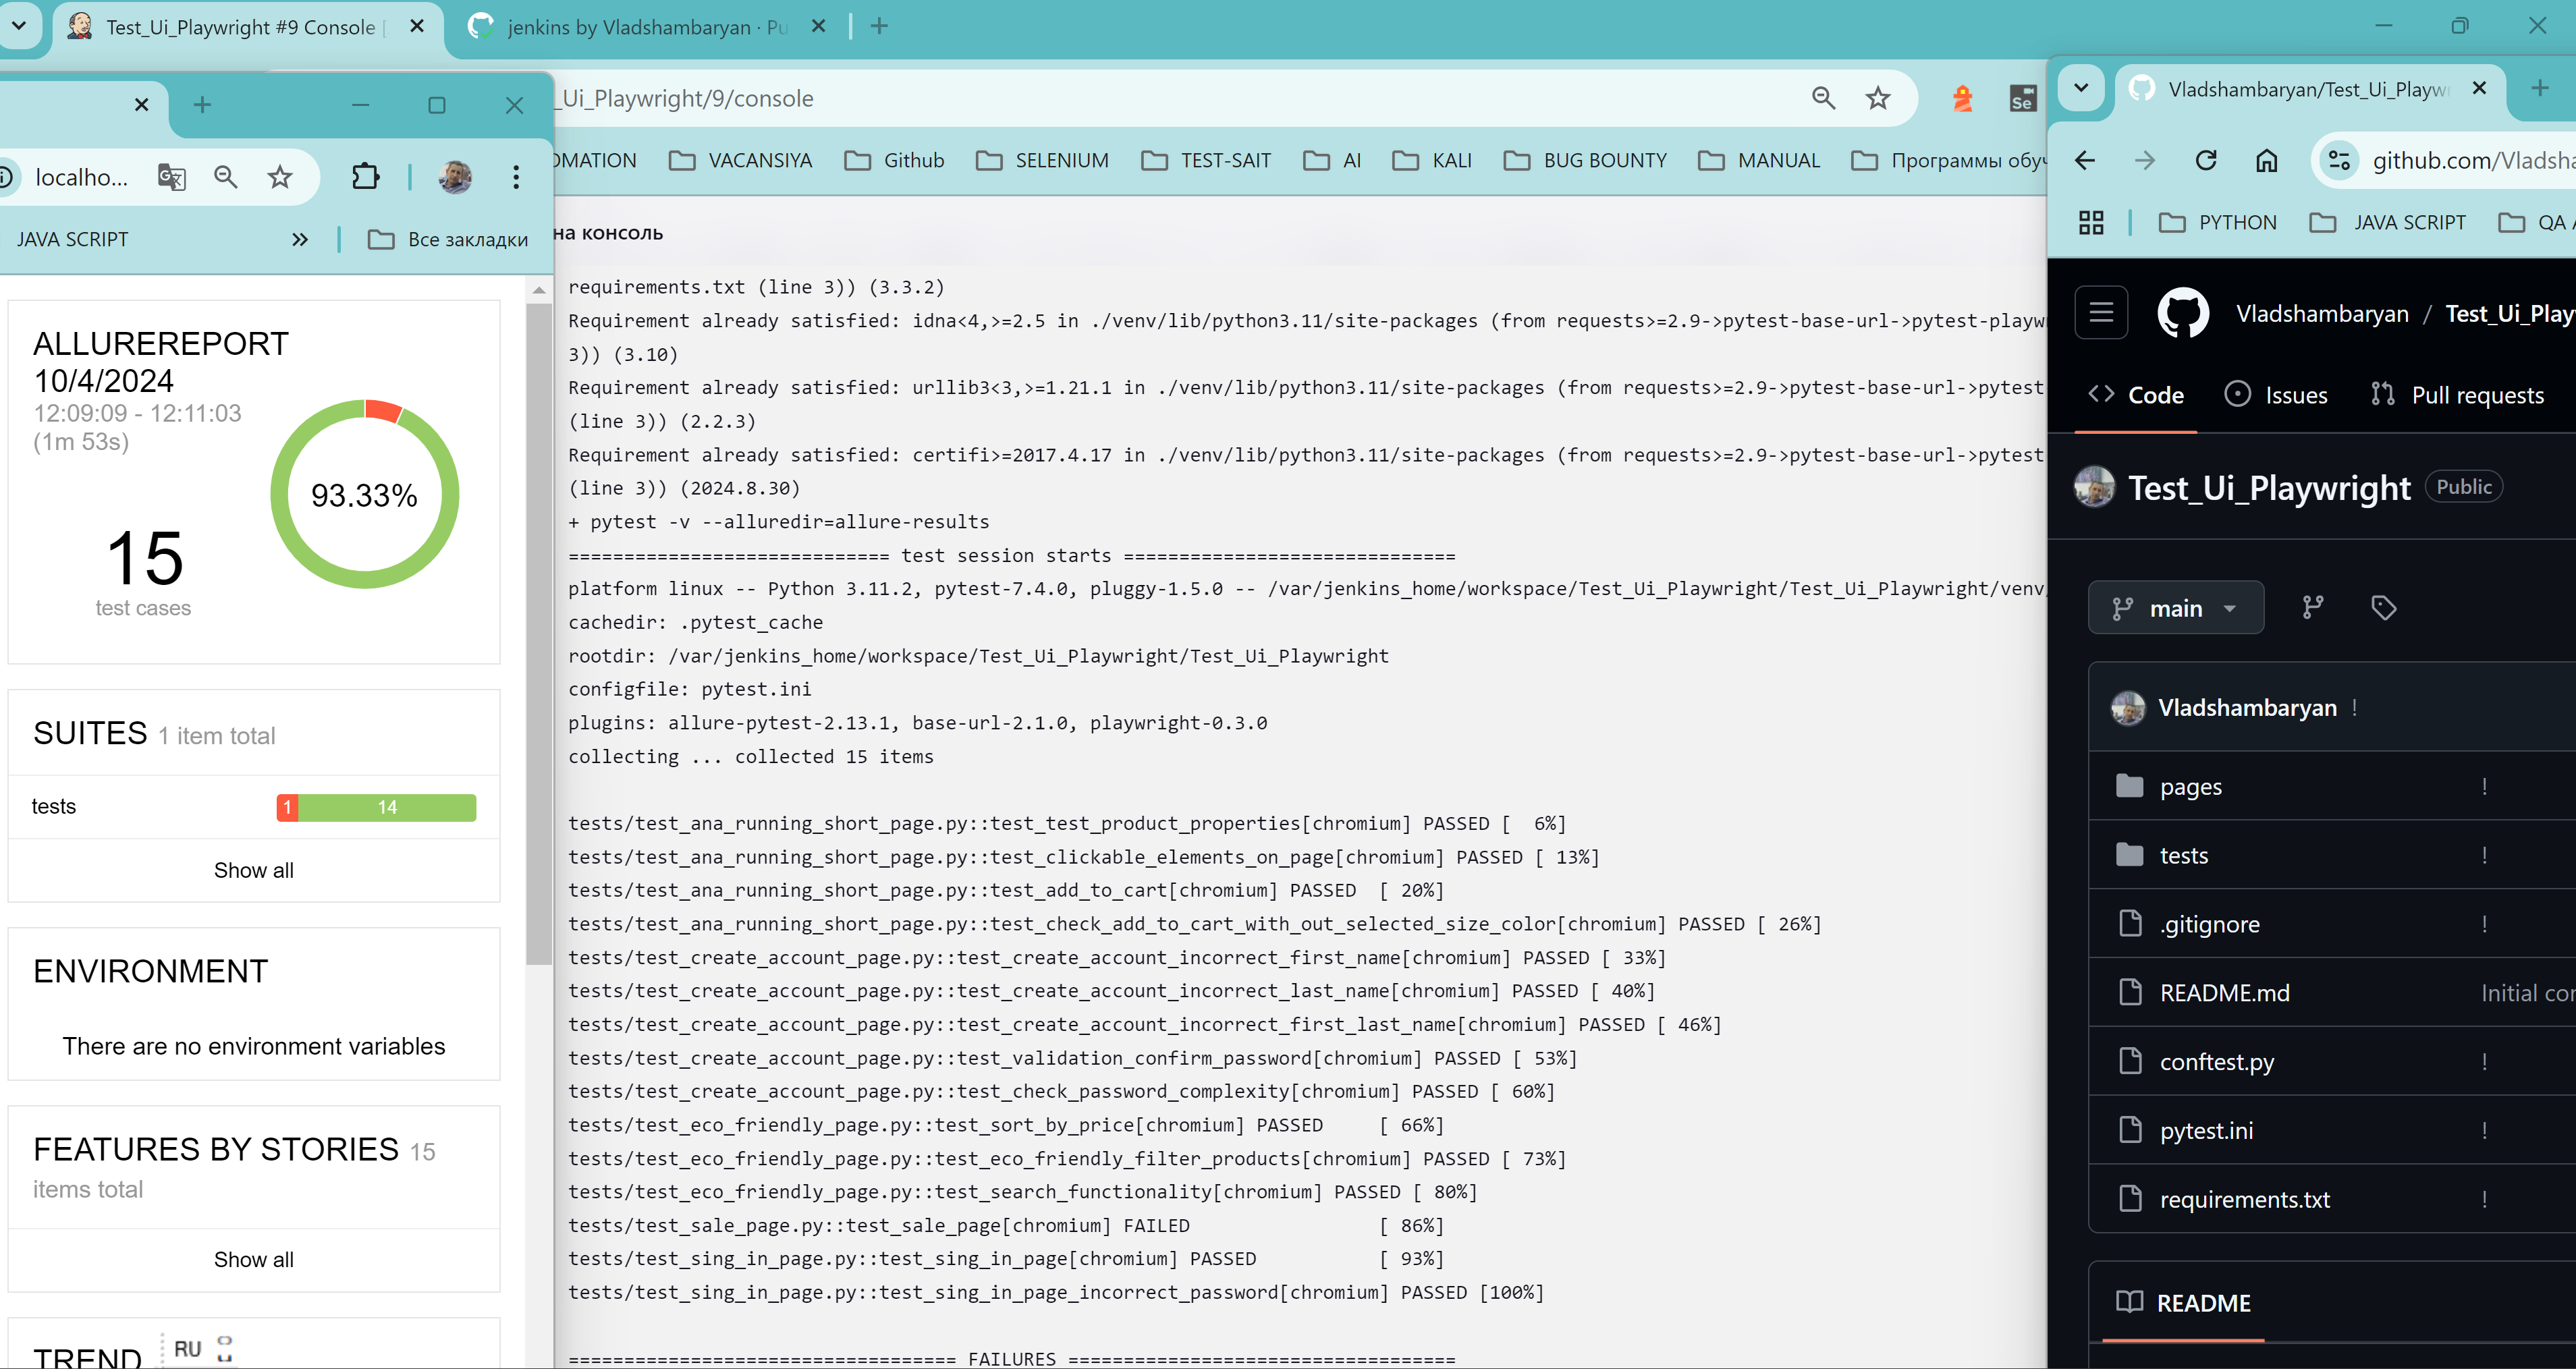 Test_Ui_Playwright #9 Console [
jenkins by Vladshambaryan · Pu
_Ui_Playwright/9/console
OMATION
VACANSIYA
Github
SELENIUM
TEST-SAIT
AI
KALI
BUG BOUNTY
MANUAL
Программы обуч
на консоль
requirements.txt (line 3)) (3.3.2)
Requirement already satisfied: idna<4,>=2.5 in ./venv/lib/python3.11/site-packages (from requests>=2.9->pytest-base-url->pytest-playw
3)) (3.10)
Requirement already satisfied: urllib3<3,>=1.21.1 in ./venv/lib/python3.11/site-packages (from requests>=2.9->pytest-base-url->pytest
(line 3)) (2.2.3)
Requirement already satisfied: certifi>=2017.4.17 in ./venv/lib/python3.11/site-packages (from requests>=2.9->pytest-base-url->pytest
(line 3)) (2024.8.30)
+ pytest -v --alluredir=allure-results
============================= test session starts ==============================
platform linux -- Python 3.11.2, pytest-7.4.0, pluggy-1.5.0 -- /var/jenkins_home/workspace/Test_Ui_Playwright/Test_Ui_Playwright/venv/
cachedir: .pytest_cache
rootdir: /var/jenkins_home/workspace/Test_Ui_Playwright/Test_Ui_Playwright
configfile: pytest.ini
plugins: allure-pytest-2.13.1, base-url-2.1.0, playwright-0.3.0
collecting ... collected 15 items
tests/test_ana_running_short_page.py::test_test_product_properties[chromium] PASSED [  6%]
tests/test_ana_running_short_page.py::test_clickable_elements_on_page[chromium] PASSED [ 13%]
tests/test_ana_running_short_page.py::test_add_to_cart[chromium] PASSED  [ 20%]
tests/test_ana_running_short_page.py::test_check_add_to_cart_with_out_selected_size_color[chromium] PASSED [ 26%]
tests/test_create_account_page.py::test_create_account_incorrect_first_name[chromium] PASSED [ 33%]
tests/test_create_account_page.py::test_create_account_incorrect_last_name[chromium] PASSED [ 40%]
tests/test_create_account_page.py::test_create_account_incorrect_first_last_name[chromium] PASSED [ 46%]
tests/test_create_account_page.py::test_validation_confirm_password[chromium] PASSED [ 53%]
tests/test_create_account_page.py::test_check_password_complexity[chromium] PASSED [ 60%]
tests/test_eco_friendly_page.py::test_sort_by_price[chromium] PASSED     [ 66%]
tests/test_eco_friendly_page.py::test_eco_friendly_filter_products[chromium] PASSED [ 73%]
tests/test_eco_friendly_page.py::test_search_functionality[chromium] PASSED [ 80%]
tests/test_sale_page.py::test_sale_page[chromium] FAILED                 [ 86%]
tests/test_sing_in_page.py::test_sing_in_page[chromium] PASSED           [ 93%]
tests/test_sing_in_page.py::test_sing_in_page_incorrect_password[chromium] PASSED [100%]
=================================== FAILURES ===================================
localho...
JAVA SCRIPT
Все закладки
ALLUREREPORT
10/4/2024
12:09:09 - 12:11:03
(1m 53s)
93.33%
15
test cases
SUITES 1 item total
tests
1
14
Show all
ENVIRONMENT
There are no environment variables
FEATURES BY STORIES 15
items total
Show all
TREND
RU
Vladshambaryan/Test_Ui_Playw
github.com/Vladsha
PYTHON
JAVA SCRIPT
QA A
Vladshambaryan / Test_Ui_Play
Code
Issues
Pull requests
Test_Ui_Playwright
Public
main
Vladshambaryan !
pages !
tests !
.gitignore !
README.md Initial con
conftest.py !
pytest.ini !
requirements.txt !
README